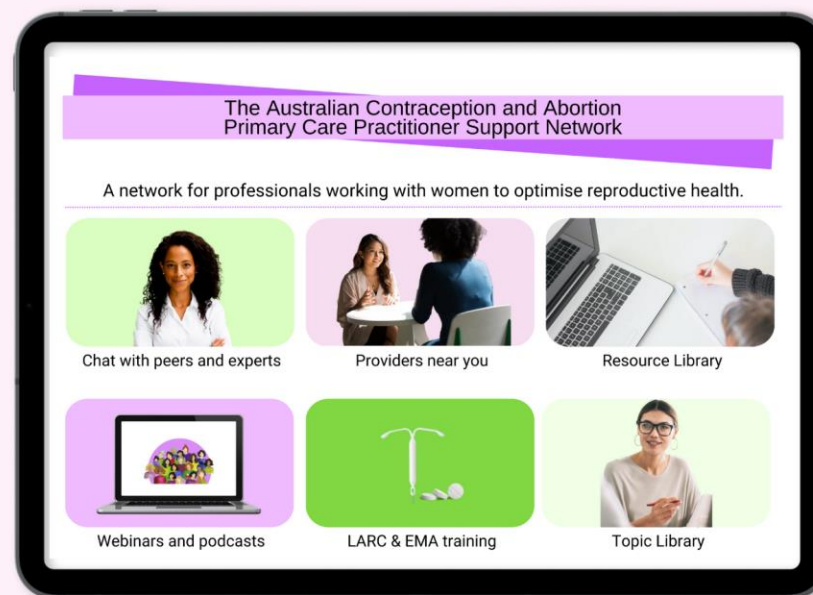 The Australian Contraception and Abortion
Primary Care Practitioner Support Network
A network for professionals working with women to optimise reproductive health.
Chat with peers and experts
Providers near you
Resource Library
Webinars and podcasts
LARC & EMA training
Topic Library